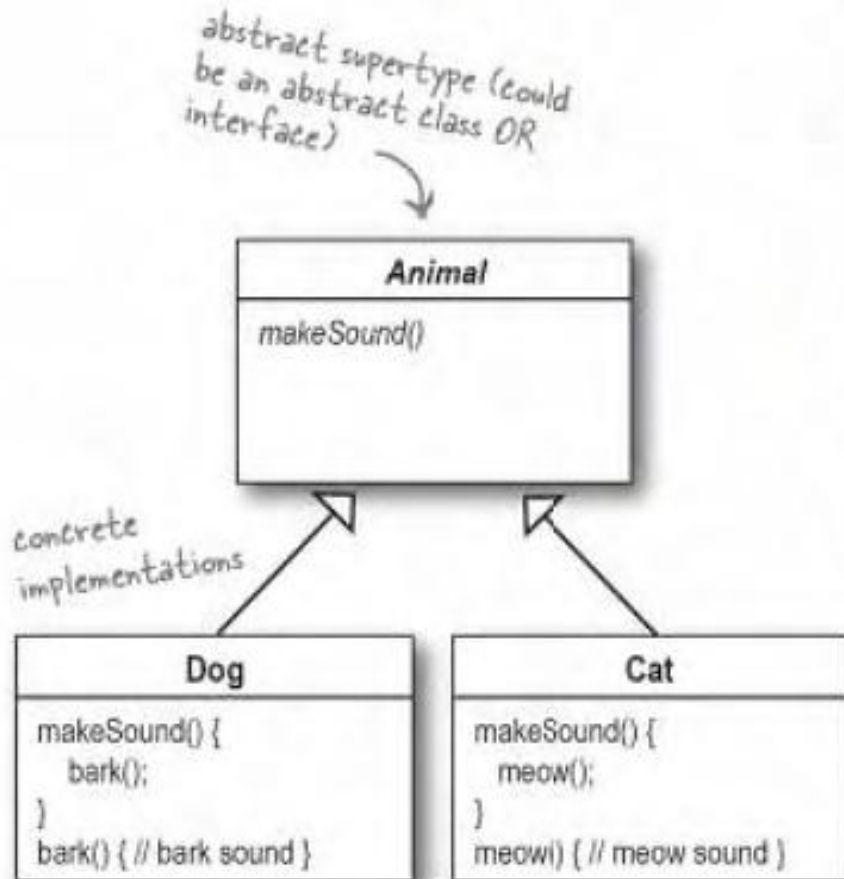 abstract supertype (could
be an abstract class OR
interface)
Animal
makeSound()
concrete
implementations
Dog
makeSound() {
bark();
}
bark() { // bark sound }
Cat
makeSound() {
meow();
}
meow() { // meow sound }